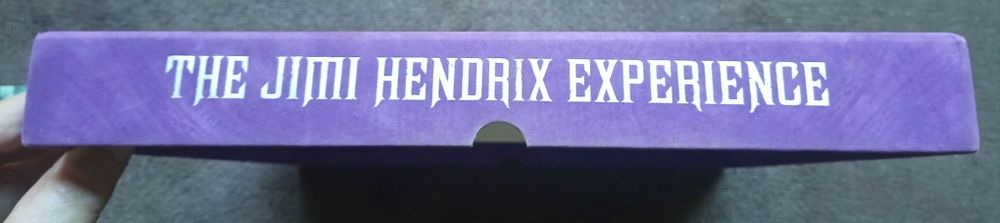 THE JIMI HENDRIX EXPERIENCE